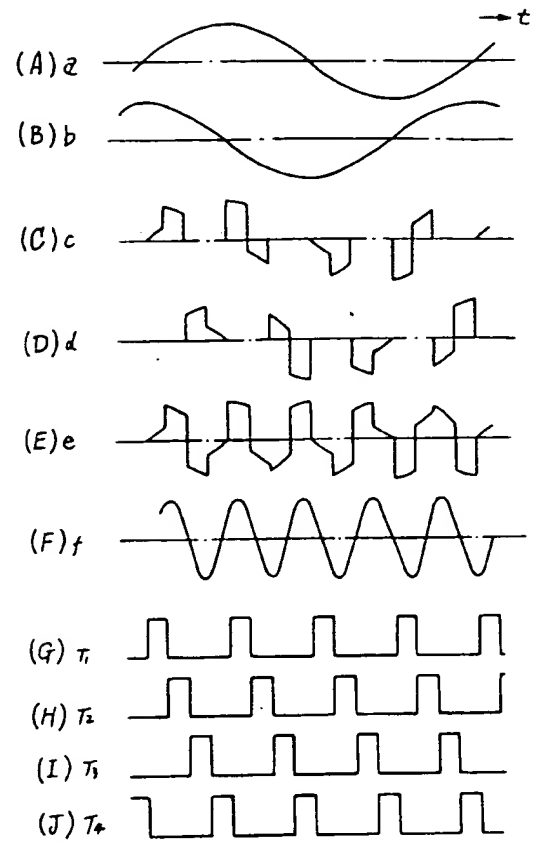 → t
(A) a
(B) b
(C) c
(D) d
(E) e
(F) f
(G) T1
(H) T2
(I) T3
(J) T4